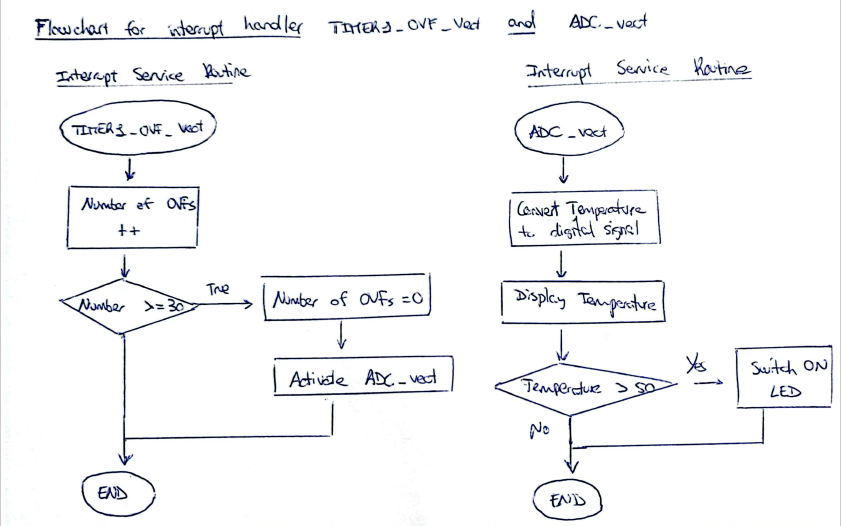 Flowchart for interrupt handler TIMER1_OVF_Vect and ADC_vect
Interrupt Service Routine
TIMER1_OVF_Vect
Number of OVFs
++
Number >=30
True
Number of OVFs =0
Activate ADC_vect
END
Interrupt Service Routine
ADC_vect
Convert Temperature
to digital signal
Display Temperature
Temperature > 50
Yes
Switch ON
LED
No
END